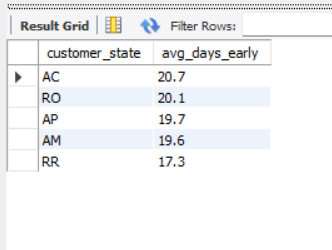 Result Grid Filter Rows:
customer_state avg_days_early
AC 20.7
RO 20.1
AP 19.7
AM 19.6
RR 17.3